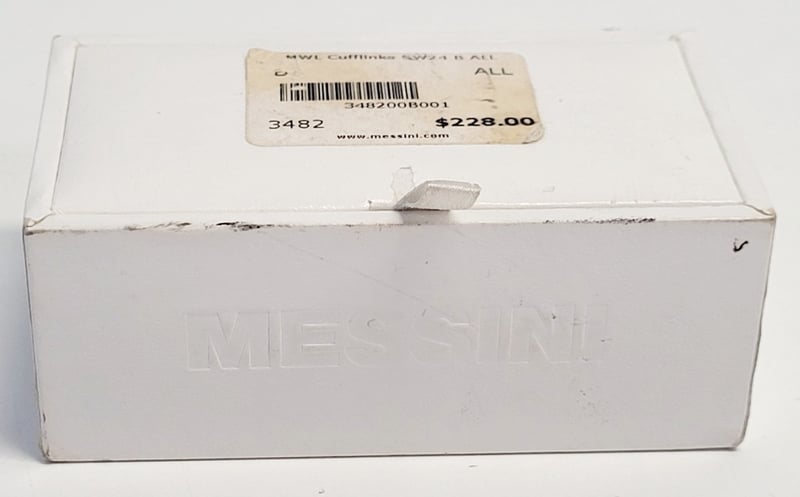 MWL Cufflinks SW24 B ALL
ALL
348200B001
3482 $228.00
www.messini.com
MESSINI